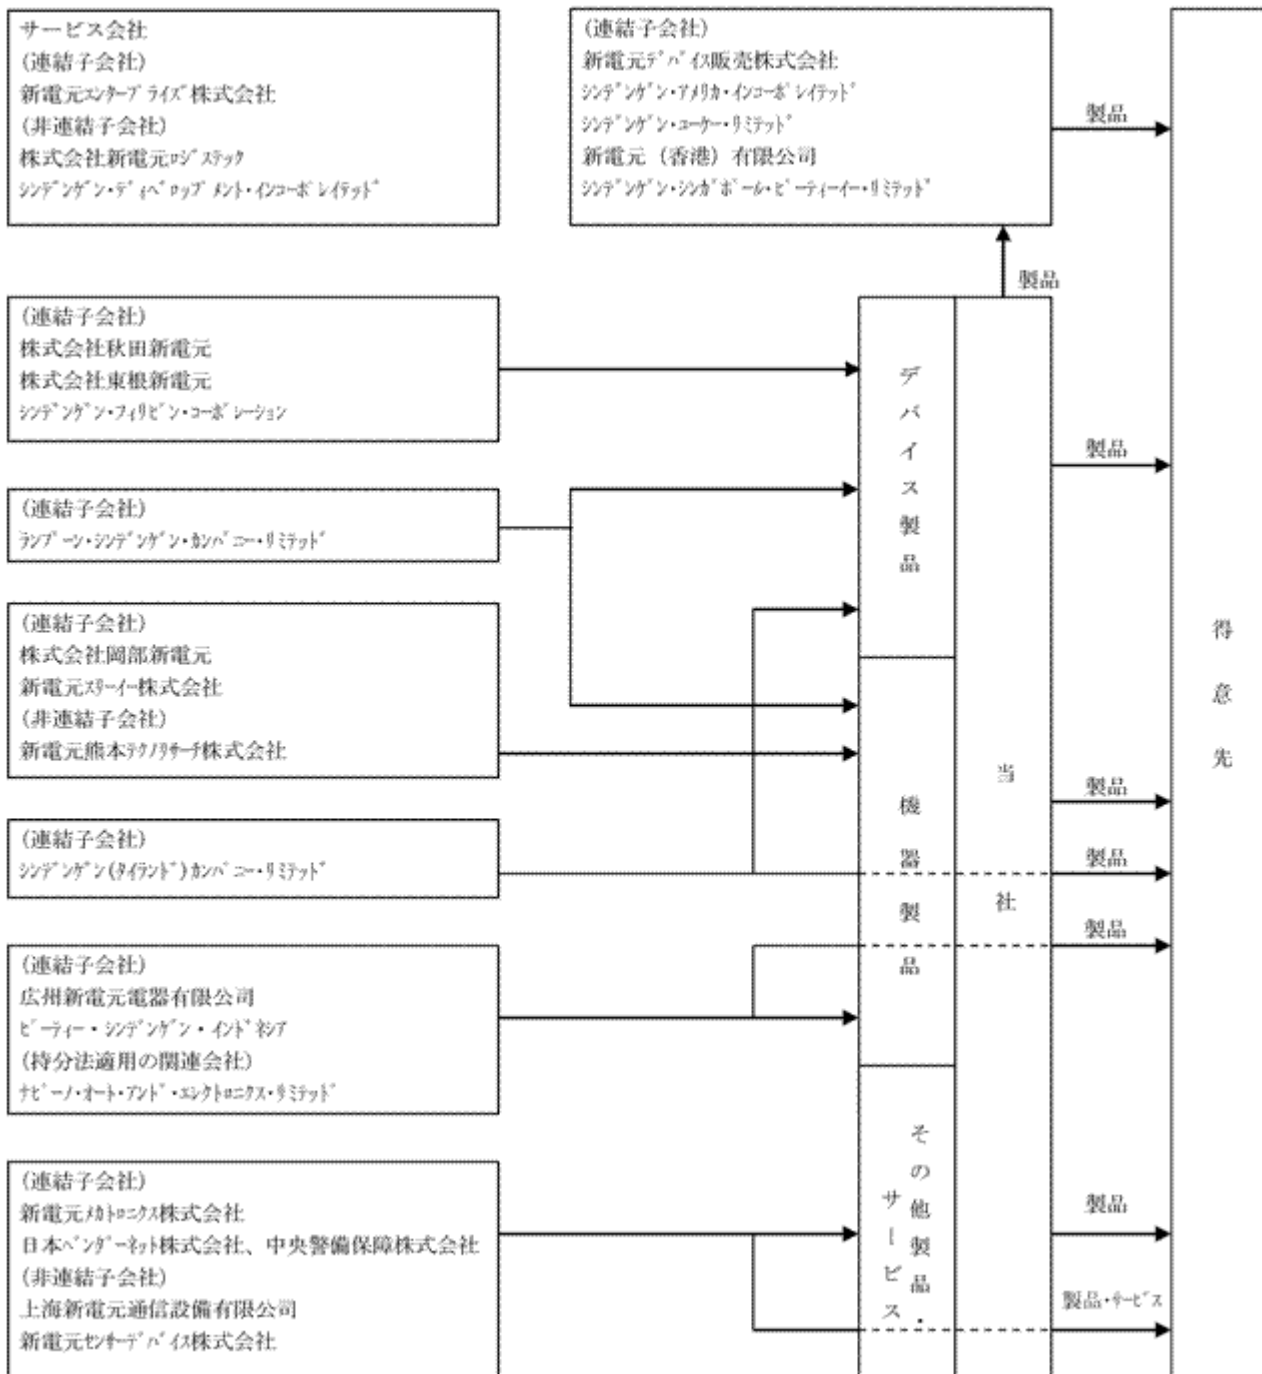 サービス会社
(連結子会社)
新電元ｴﾝﾀｰﾌﾟﾗｲｽﾞ株式会社
(非連結子会社)
株式会社新電元ﾛｼﾞｽﾃｯｸ
ｼﾝﾃﾞﾝｹﾞﾝ･ﾃﾞｨﾍﾞﾛｯﾌﾟﾒﾝﾄ･ｲﾝｺｰﾎﾟﾚｲﾃｯﾄﾞ
(連結子会社)
新電元ﾃﾞﾊﾞｲｽ販売株式会社
ｼﾝﾃﾞﾝｹﾞﾝ･ｱﾒﾘｶ･ｲﾝｺｰﾎﾟﾚｲﾃｯﾄﾞ
ｼﾝﾃﾞﾝｹﾞﾝ･ﾕｰｹｰ･ﾘﾐﾃｯﾄﾞ
新電元（香港）有限公司
ｼﾝﾃﾞﾝｹﾞﾝ･ｼﾝｶﾞﾎﾟｰﾙ･ﾋﾟｰﾃｨｰｲｰ･ﾘﾐﾃｯﾄﾞ
製品
製品
(連結子会社)
株式会社秋田新電元
株式会社東根新電元
ｼﾝﾃﾞﾝｹﾞﾝ･ﾌｨﾘﾋﾟﾝ･ｺｰﾎﾟﾚｰｼｮﾝ
(連結子会社)
ﾗﾝﾌﾟｰﾝ･ｼﾝﾃﾞﾝｹﾞﾝ･ｶﾝﾊﾟﾆｰ･ﾘﾐﾃｯﾄﾞ
(連結子会社)
株式会社岡部新電元
新電元ｽﾘｰｲｰ株式会社
(非連結子会社)
新電元熊本ﾃｸﾉﾘｻｰﾁ株式会社
(連結子会社)
ｼﾝﾃﾞﾝｹﾞﾝ(ﾀｲﾗﾝﾄﾞ)ｶﾝﾊﾟﾆｰ･ﾘﾐﾃｯﾄﾞ
(連結子会社)
広州新電元電器有限公司
ﾋﾟｰﾃｨｰ・ｼﾝﾃﾞﾝｹﾞﾝ・ｲﾝﾄﾞﾈｼｱ
(持分法適用の関連会社)
ﾅﾋﾟｰﾉ･ｵｰﾄ･ｱﾝﾄﾞ･ｴﾚｸﾄﾛﾆｸｽ･ﾘﾐﾃｯﾄﾞ
(連結子会社)
新電元ﾒｶﾄﾛﾆｸｽ株式会社
日本ﾍﾞﾝﾀﾞｰﾈｯﾄ株式会社、中央警備保障株式会社
(非連結子会社)
上海新電元通信設備有限公司
新電元ｾﾝｻｰﾃﾞﾊﾞｲｽ株式会社
デバイス製品
機器製品
その他製品・
サービス
当社
製品
製品
製品
製品
製品
製品･ｻｰﾋﾞｽ
得意先